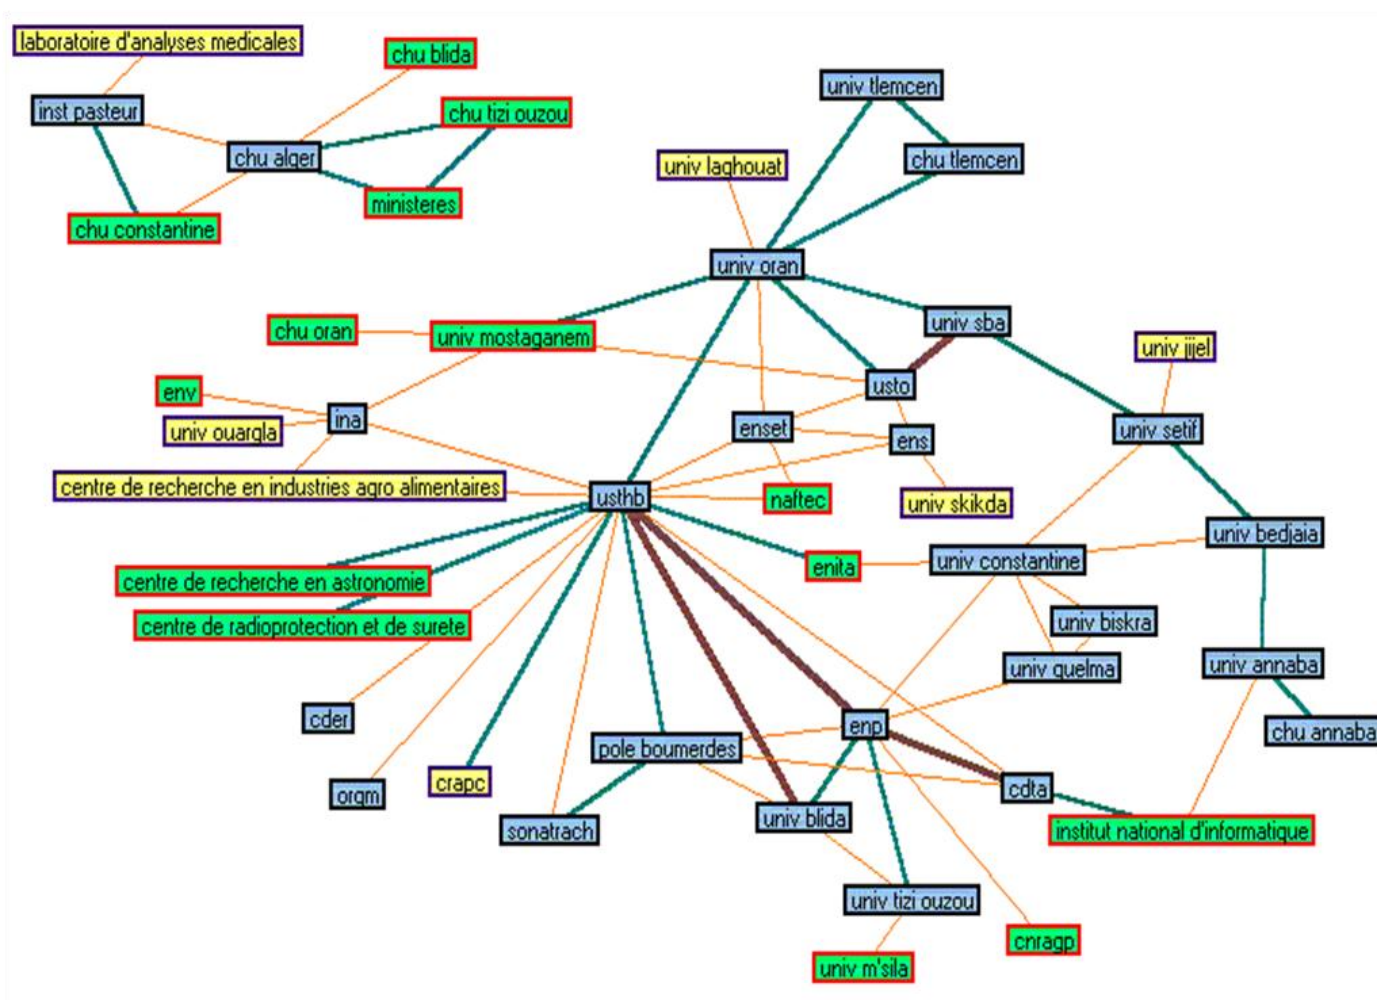 laboratoire d'analyses medicales
chu blida
univ tlemcen
inst pasteur
chu tizi ouzou
chu alger
chu tlemcen
univ laghouat
ministeres
chu constantine
univ oran
univ sba
chu oran
univ mostaganem
univ jijel
usto
env
ina
enset
univ setif
univ ouargla
ens
centre de recherche en industries agro alimentaires
usthb
naftec
univ skikda
univ bedjaia
univ constantine
enita
centre de recherche en astronomie
centre de radioprotection et de surete
univ biskra
univ guelma
univ annaba
cder
enp
chu annaba
pole boumerdes
crapc
orgm
cdta
univ blida
sonatrach
institut national d'informatique
univ tizi ouzou
cnragp
univ m'sila